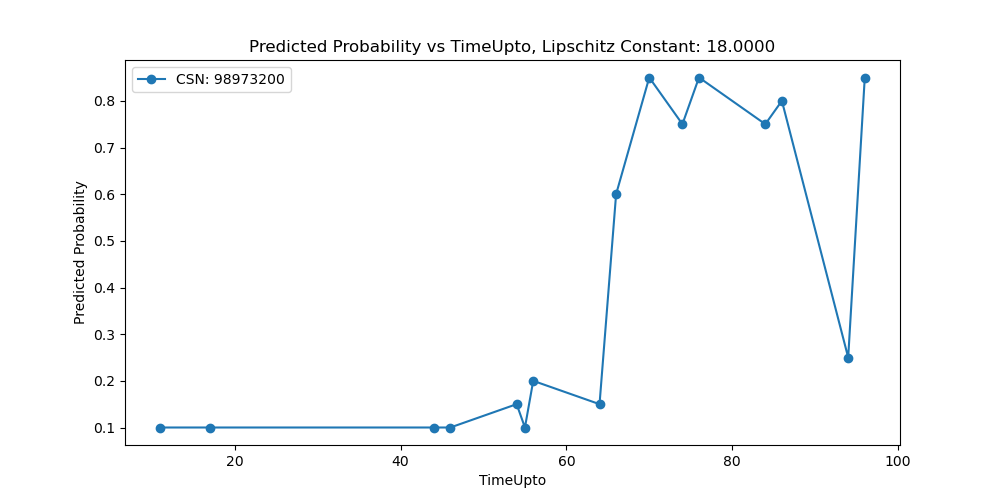 Predicted Probability vs TimeUpto, Lipschitz Constant: 18.0000
CSN: 98973200
Predicted Probability
0.8
0.7
0.6
0.5
0.4
0.3
0.2
0.1
20 40 60 80 100
TimeUpto